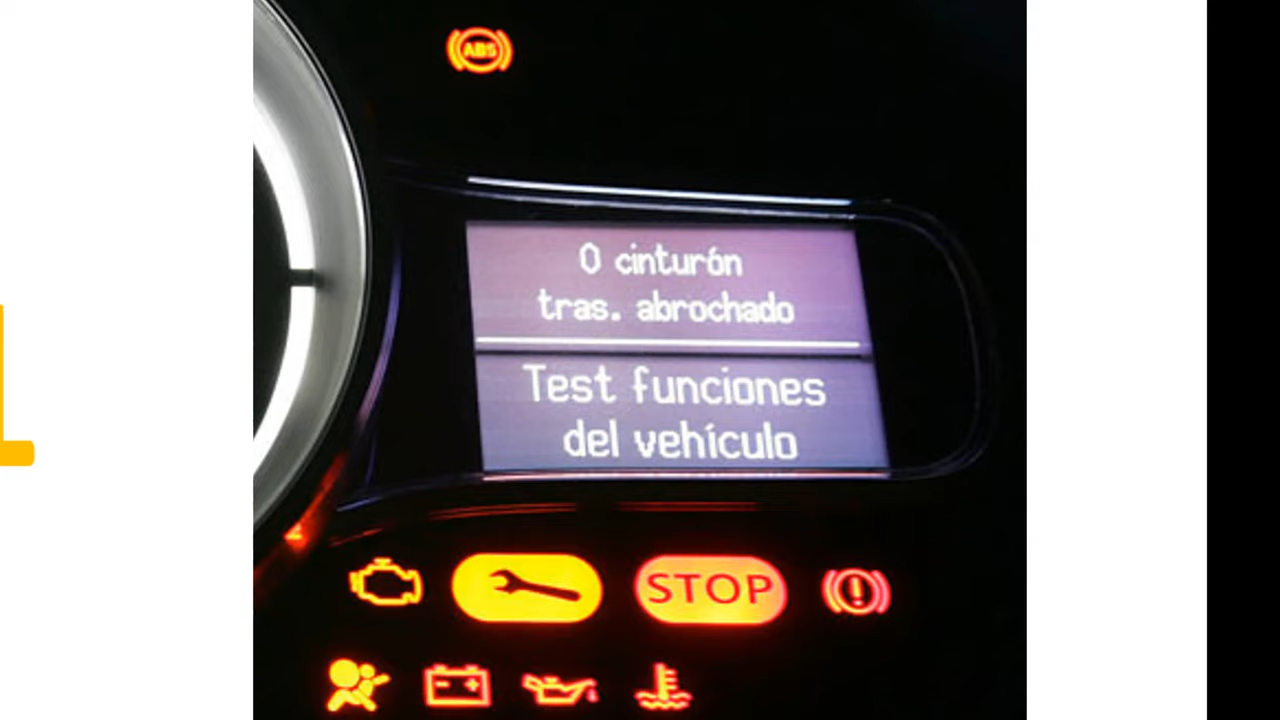 ABS
0 cinturón
tras. abrochado
Test funciones
del vehículo
STOP